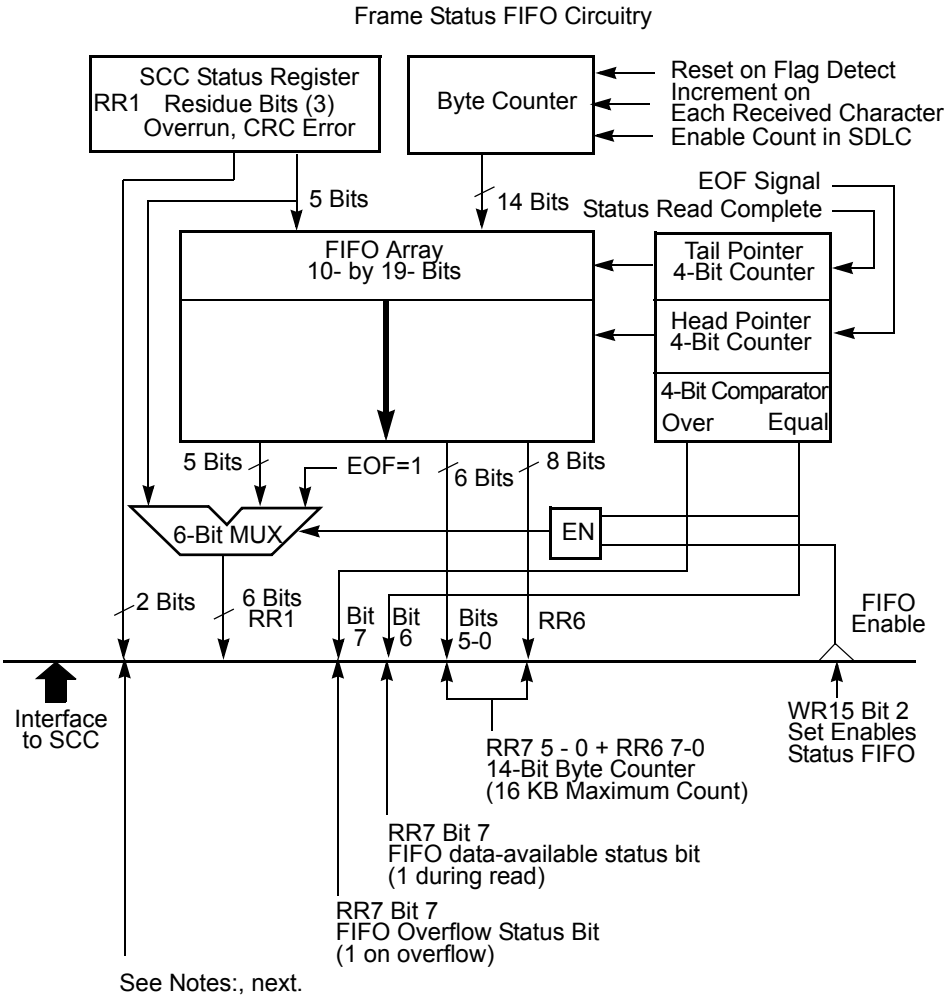 Frame Status FIFO Circuitry
SCC Status Register
RR1 Residue Bits (3)
Overrun, CRC Error
Byte Counter
Reset on Flag Detect
Increment on
Each Received Character
Enable Count in SDLC
5 Bits
14 Bits
EOF Signal
Status Read Complete
FIFO Array
10- by 19- Bits
Tail Pointer
4-Bit Counter
Head Pointer
4-Bit Counter
4-Bit Comparator
Over Equal
5 Bits
EOF=1
6 Bits
8 Bits
6-Bit MUX
EN
2 Bits
6 Bits
RR1
Bit
7
Bit
6
Bits
5-0
RR6
FIFO
Enable
Interface
to SCC
WR15 Bit 2
Set Enables
Status FIFO
RR7 5 - 0 + RR6 7-0
14-Bit Byte Counter
(16 KB Maximum Count)
RR7 Bit 7
FIFO data-available status bit
(1 during read)
RR7 Bit 7
FIFO Overflow Status Bit
(1 on overflow)
See Notes:, next.